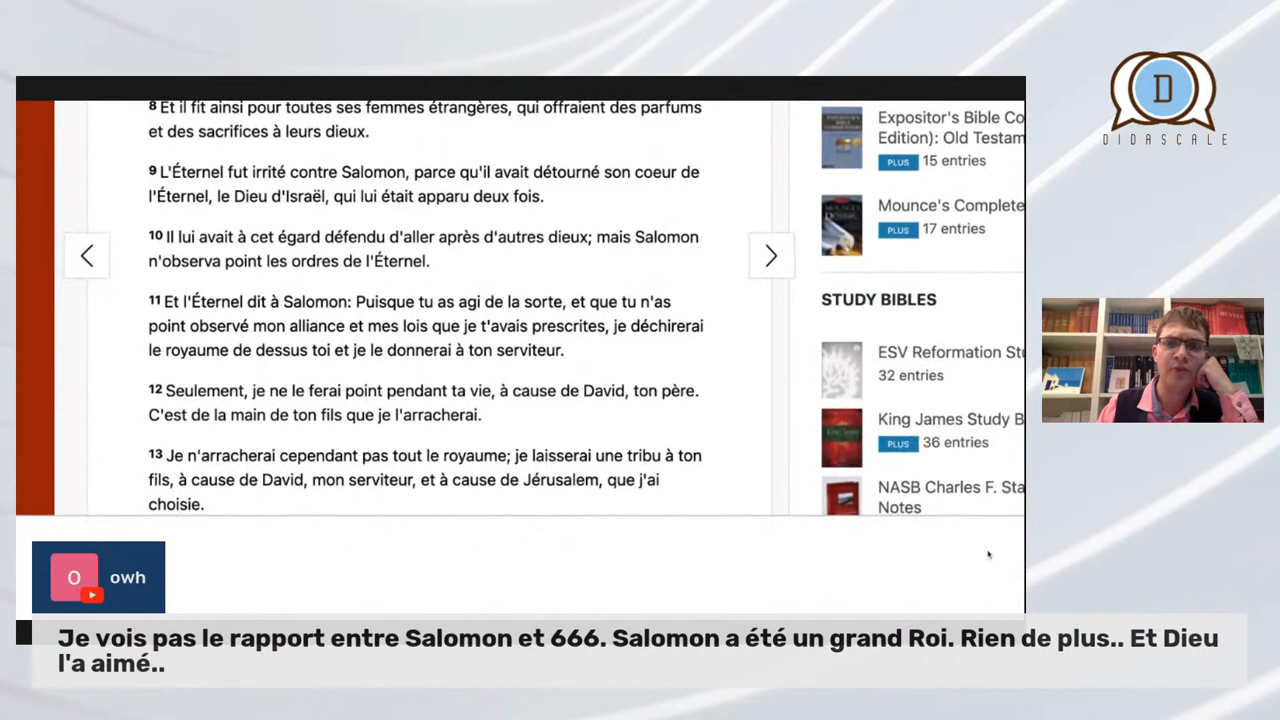 8 Et il fit ainsi pour toutes ses femmes étrangères, qui offraient des parfums
et des sacrifices à leurs dieux.
9 L'Éternel fut irrité contre Salomon, parce qu'il avait détourné son coeur de
l'Éternel, le Dieu d'Israël, qui lui était apparu deux fois.
10 Il lui avait à cet égard défendu d'aller après d'autres dieux; mais Salomon
n'observa point les ordres de l'Éternel.
11 Et l'Éternel dit à Salomon: Puisque tu as agi de la sorte, et que tu n'as
point observé mon alliance et mes lois que je t'avais prescrites, je déchirerai
le royaume de dessus toi et je le donnerai à ton serviteur.
12 Seulement, je ne le ferai point pendant ta vie, à cause de David, ton père.
C'est de la main de ton fils que je l'arracherai.
13 Je n'arracherai cependant pas tout le royaume; je laisserai une tribu à ton
fils, à cause de David, mon serviteur, et à cause de Jérusalem, que j'ai
choisie.
Expositor's Bible Co
Edition): Old Testam
PLUS 15 entries
Mounce's Complete
PLUS 17 entries
STUDY BIBLES
ESV Reformation Stu
32 entries
King James Study B
PLUS 36 entries
NASB Charles F. Sta
Notes
D
DIDASCALE
O owh
Je vois pas le rapport entre Salomon et 666. Salomon a été un grand Roi. Rien de plus.. Et Dieu
l'a aimé..